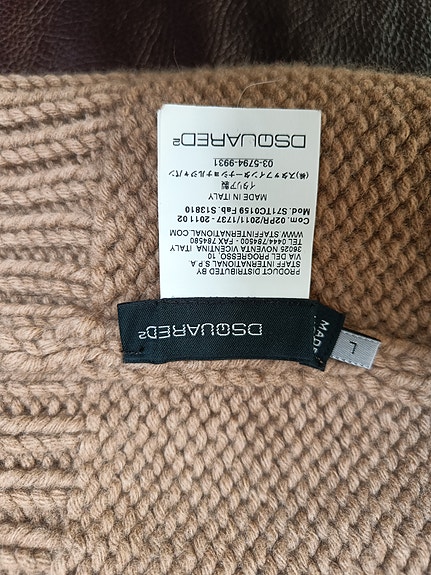 PRODUCT DISTRIBUTED BY
STAFF INTERNATIONAL S.P.A.
VIA DEL PROGRESSO, 10
36025 NOVENTA VICENTINA ITALIA
TEL 0444/784500 - FAX 784580
WWW.STAFFINTERNATIONAL.COM
Com. 02PR/2011/1737 - 2011 02
Mod. S71TC0159 Fab. S13810
MADE IN ITALY
イタリア製
(株)スタッフインターナショナルジャパン
03-5794-9931
DSQUARED²
DSQUARED²
MADE
L